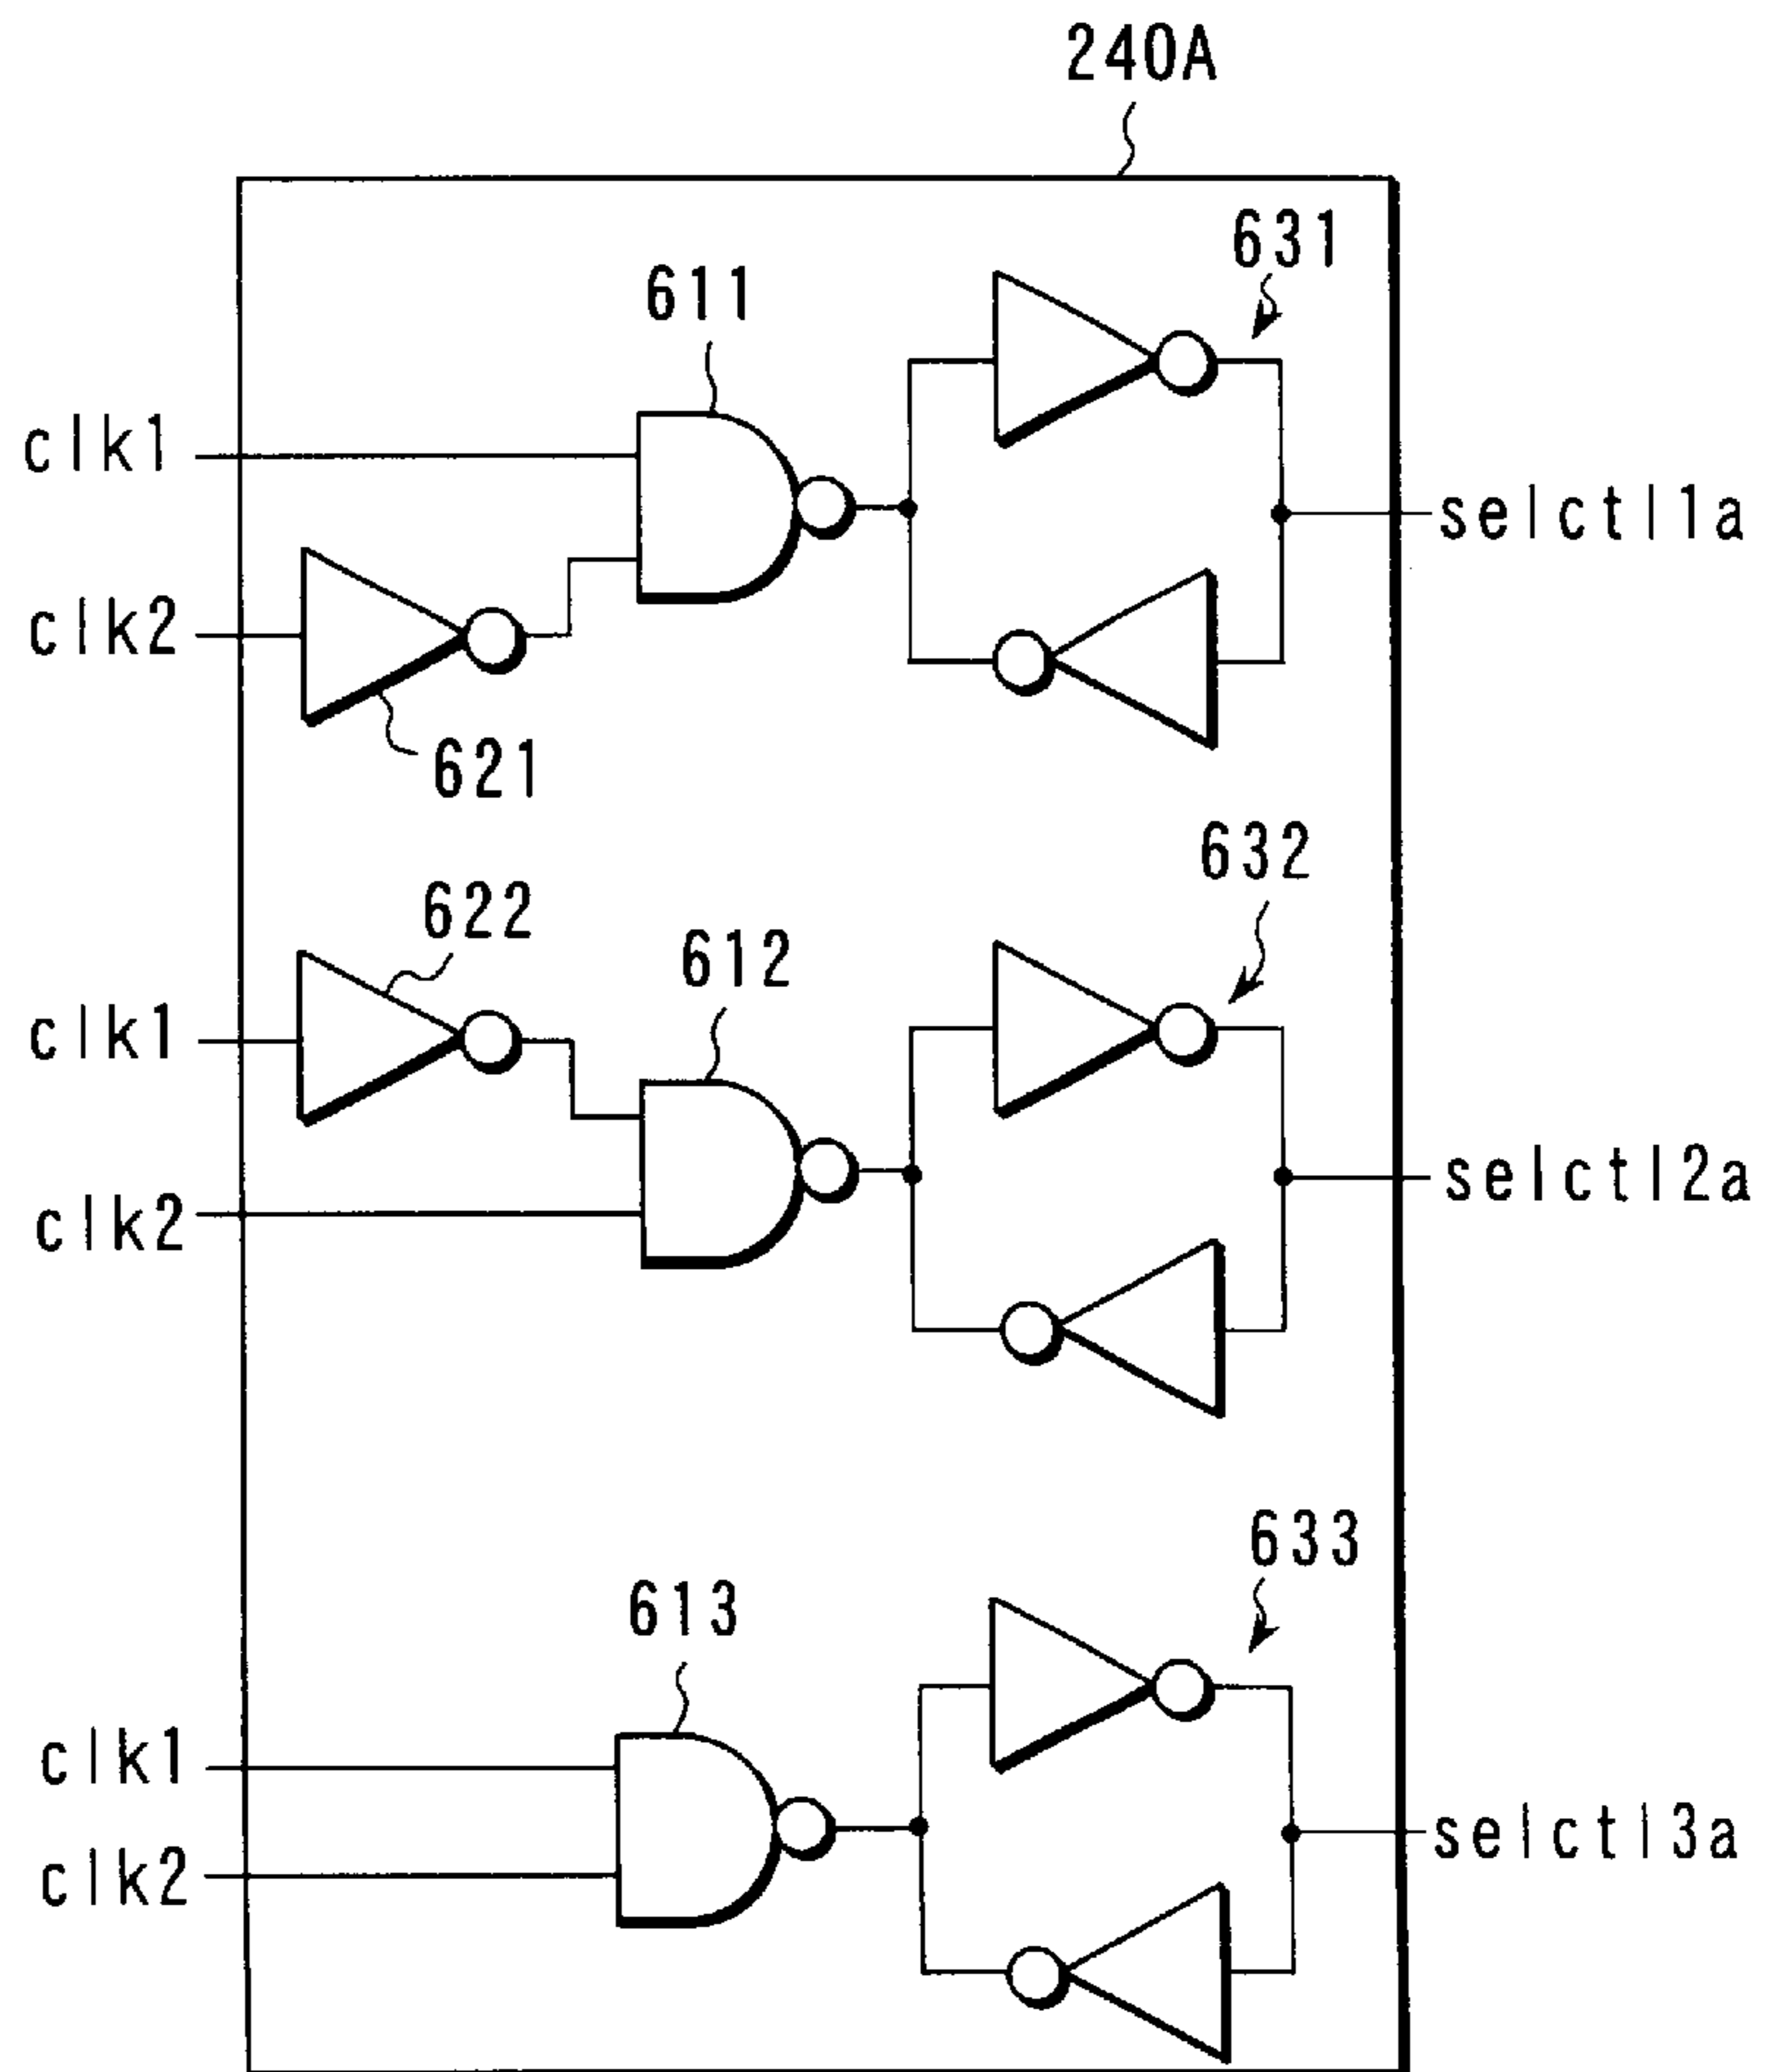 240A
631
611
clk1
selctl1a
clk2
621
632
622
612
clk1
selctl2a
clk2
633
613
clk1
selctl3a
clk2